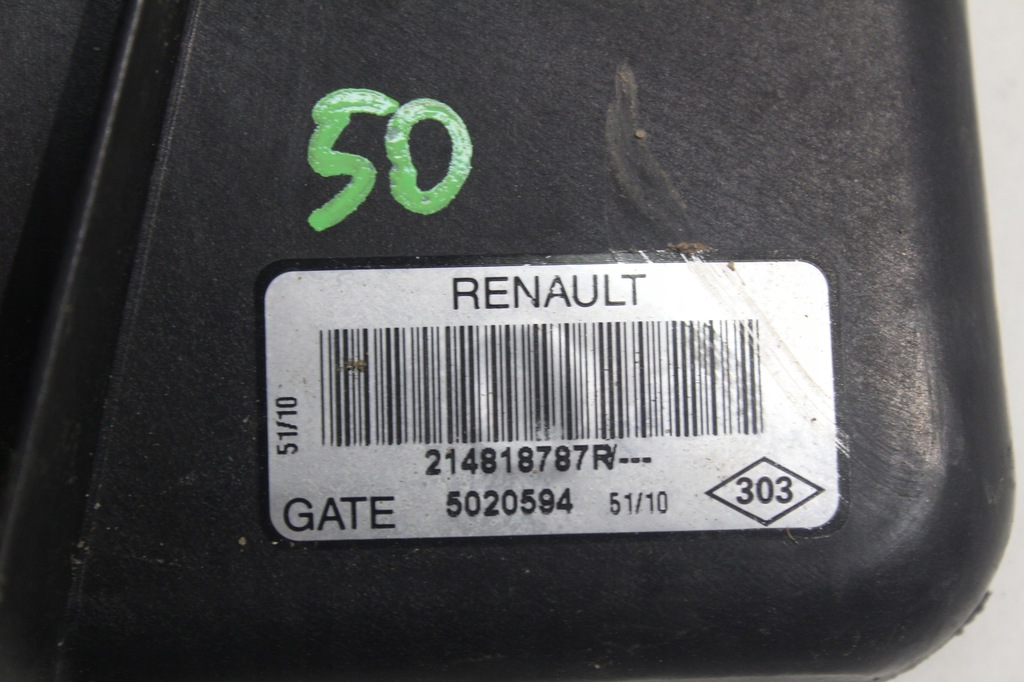 50
RENAULT
51/10
214818787R/---
GATE 5020594 51/10 303